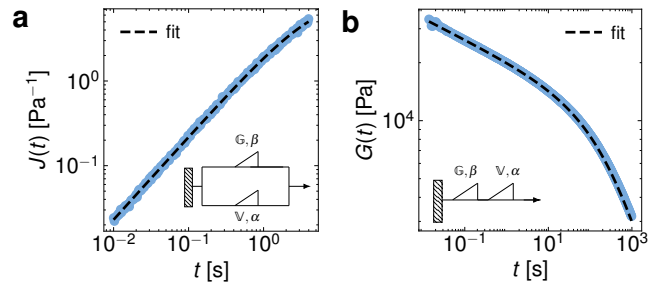 a
b
fit
fit
J(t) [Pa⁻¹]
10⁰
10⁻¹
G(t) [Pa]
10⁴
𝔾, β
𝕍, α
𝔾, β
𝕍, α
10⁻²
10⁻¹
10⁰
t [s]
10⁻¹
10¹
10³
t [s]